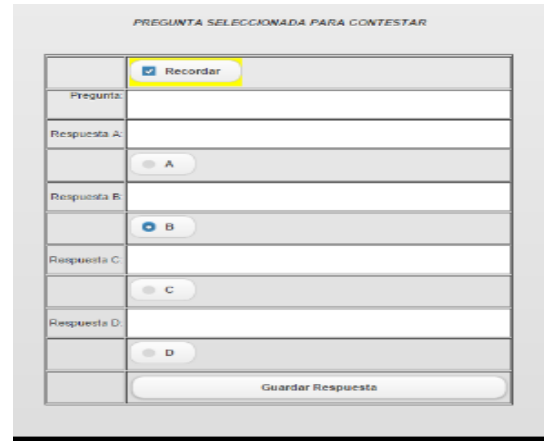 PREGUNTA SELECCIONADA PARA CONTESTAR
Recordar
Pregunta:
Respuesta A:
A
Respuesta B:
B
Respuesta C:
C
Respuesta D:
D
Guardar Respuesta